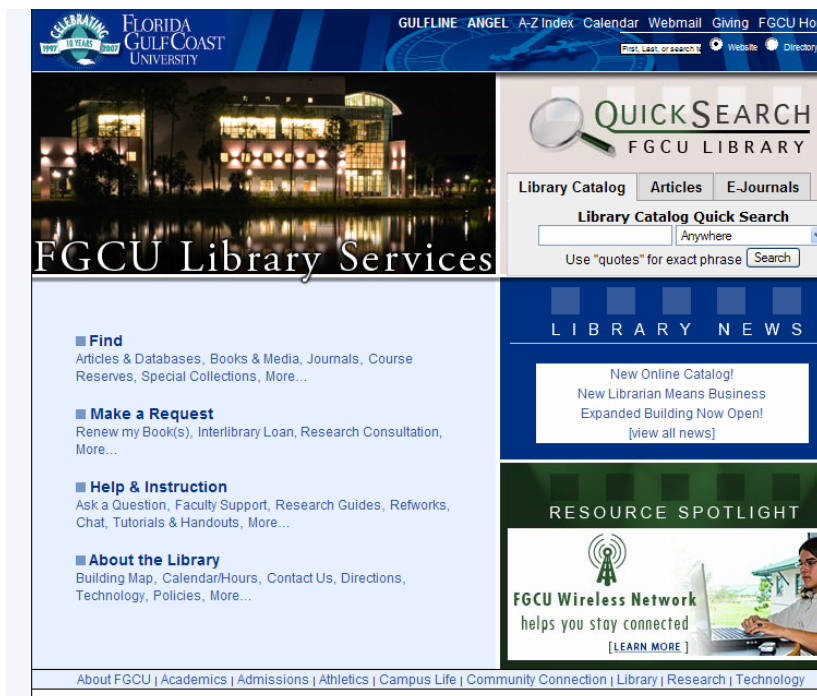 CELEBRATING
1997 10 YEARS 2007
FLORIDA
GULF COAST
UNIVERSITY
GULFLINE ANGEL A-Z Index Calendar Webmail Giving FGCU Ho
First, Last, or search t Website Directory
QUICKSEARCH
FGCU LIBRARY
Library Catalog Articles E-Journals
Library Catalog Quick Search
Anywhere
Use "quotes" for exact phrase Search
FGCU Library Services
LIBRARY NEWS
New Online Catalog!
New Librarian Means Business
Expanded Building Now Open!
[view all news]
Find
Articles & Databases, Books & Media, Journals, Course
Reserves, Special Collections, More...
Make a Request
Renew my Book(s), Interlibrary Loan, Research Consultation,
More...
Help & Instruction
Ask a Question, Faculty Support, Research Guides, Refworks,
Chat, Tutorials & Handouts, More...
About the Library
Building Map, Calendar/Hours, Contact Us, Directions,
Technology, Policies, More...
RESOURCE SPOTLIGHT
FGCU Wireless Network
helps you stay connected
[LEARN MORE ]
About FGCU | Academics | Admissions | Athletics | Campus Life | Community Connection | Library | Research | Technology